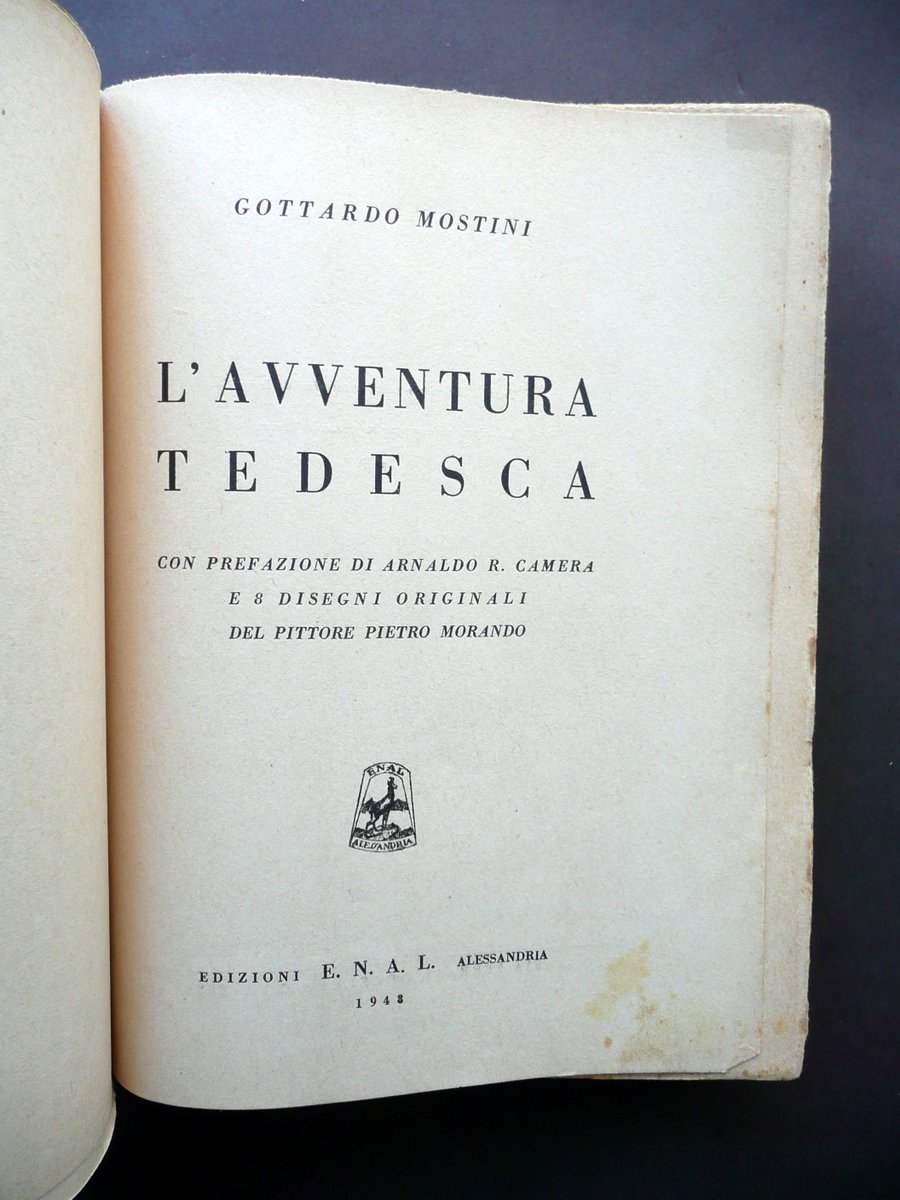 GOTTARDO MOSTINI
L'AVVENTURA
TEDESCA
CON PREFAZIONE DI ARNALDO R. CAMERA
E 8 DISEGNI ORIGINALI
DEL PITTORE PIETRO MORANDO
ENAL
ALESSANDRIA
EDIZIONI E. N. A. L. ALESSANDRIA
1948